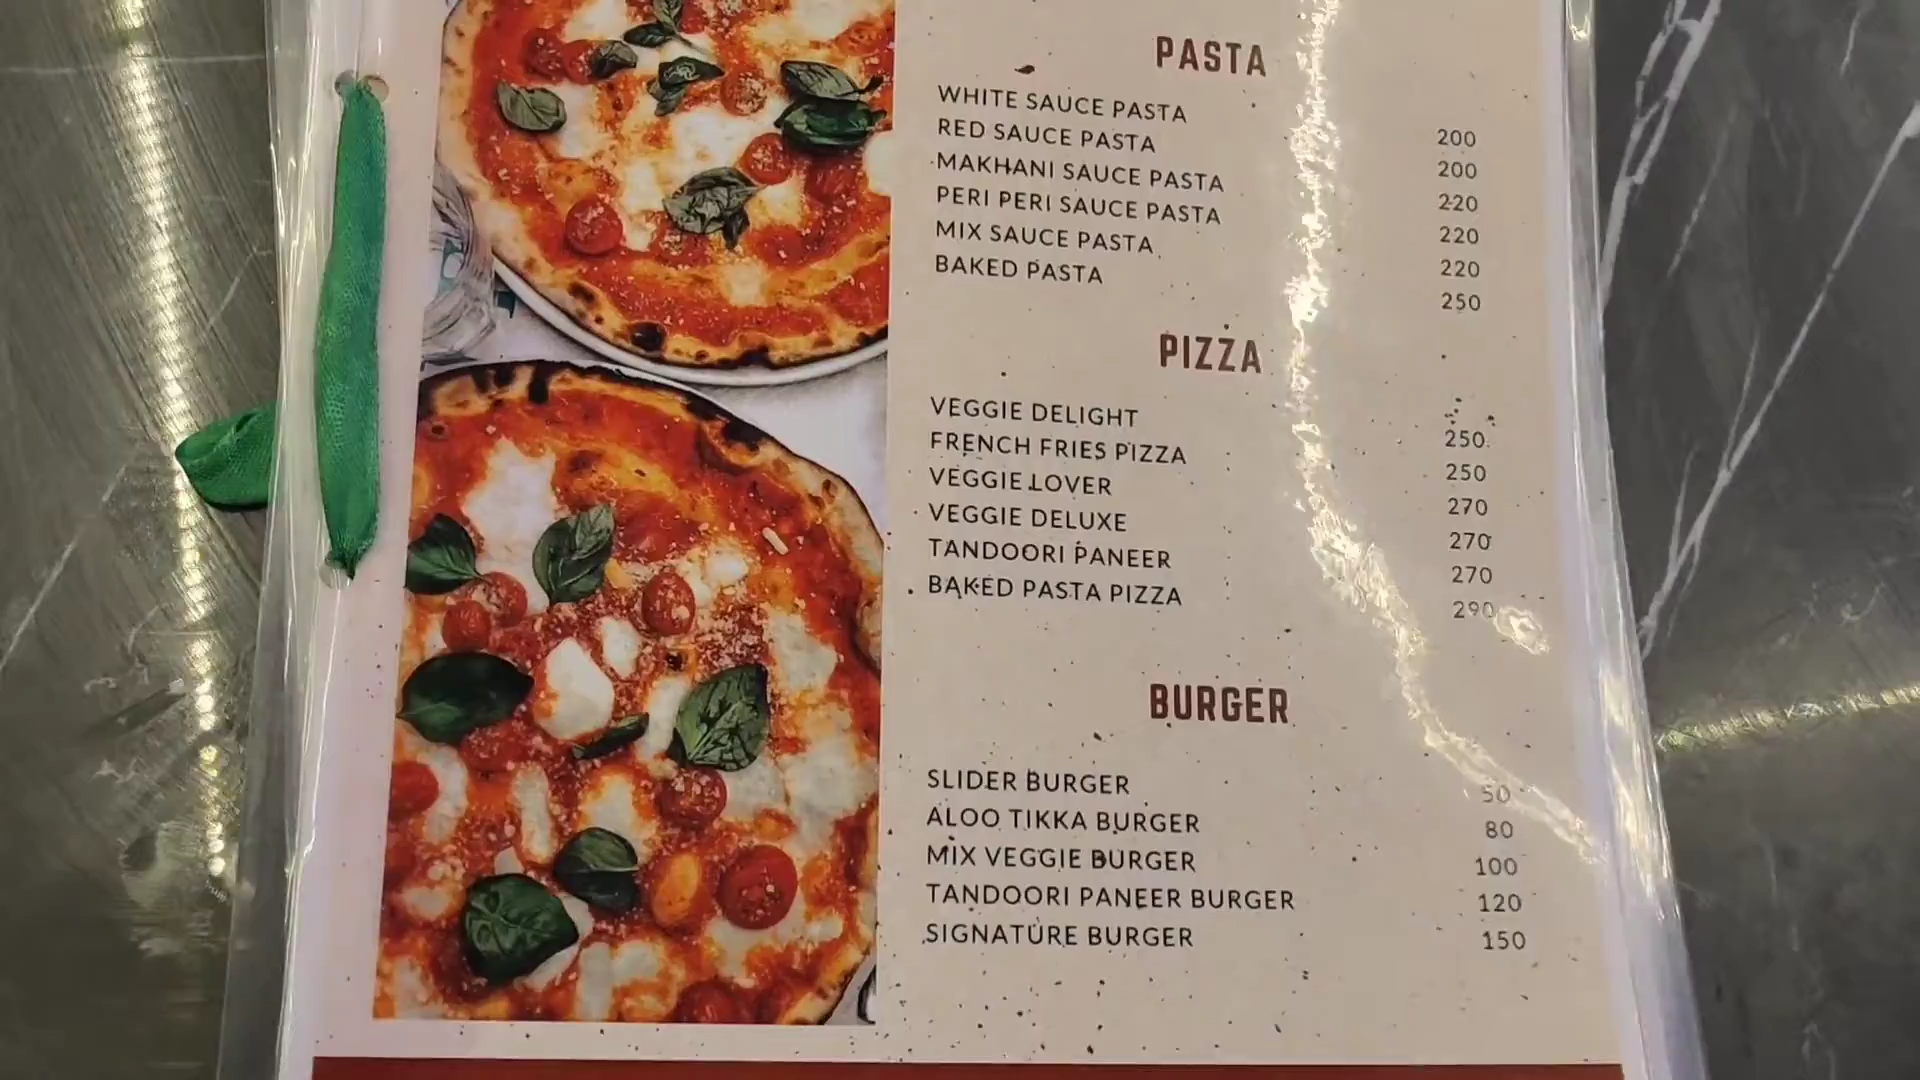 PASTA
WHITE SAUCE PASTA 200
RED SAUCE PASTA 200
MAKHANI SAUCE PASTA 220
PERI PERI SAUCE PASTA 220
MIX SAUCE PASTA 220
BAKED PASTA 250
PIZZA
VEGGIE DELIGHT 250
FRENCH FRIES PIZZA 250
VEGGIE LOVER 270
VEGGIE DELUXE 270
TANDOORI PANEER 270
BAKED PASTA PIZZA 290
BURGER
SLIDER BURGER 50
ALOO TIKKA BURGER 80
MIX VEGGIE BURGER 100
TANDOORI PANEER BURGER 120
SIGNATURE BURGER 150